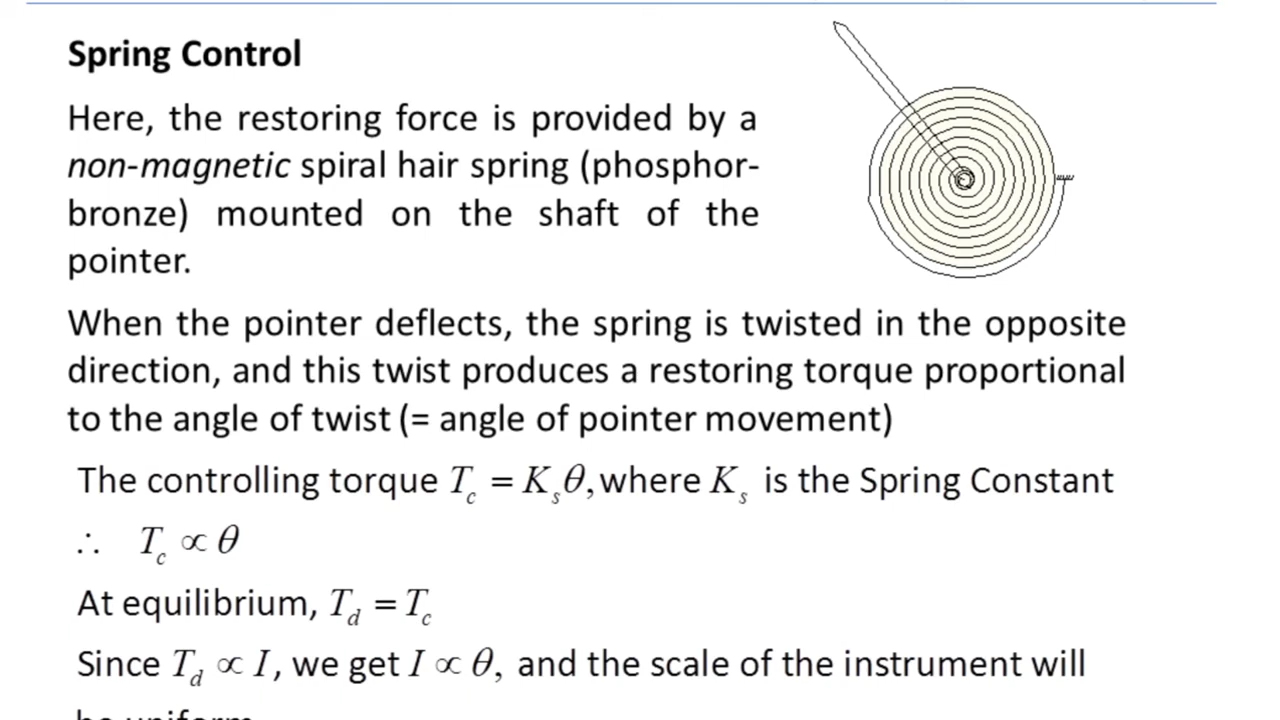 Spring Control
Here, the restoring force is provided by a
non-magnetic spiral hair spring (phosphor-
bronze) mounted on the shaft of the
pointer.
When the pointer deflects, the spring is twisted in the opposite
direction, and this twist produces a restoring torque proportional
to the angle of twist (= angle of pointer movement)
The controlling torque T_c = K_s θ, where K_s is the Spring Constant
∴ T_c ∝ θ
At equilibrium, T_d = T_c
Since T_d ∝ I, we get I ∝ θ, and the scale of the instrument will
be uniform